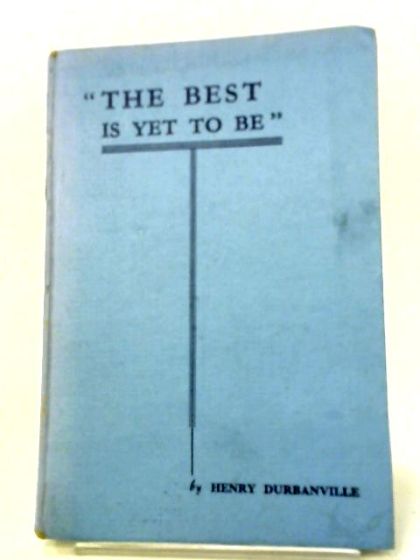 “THE BEST
IS YET TO BE”
by HENRY DURBANVILLE